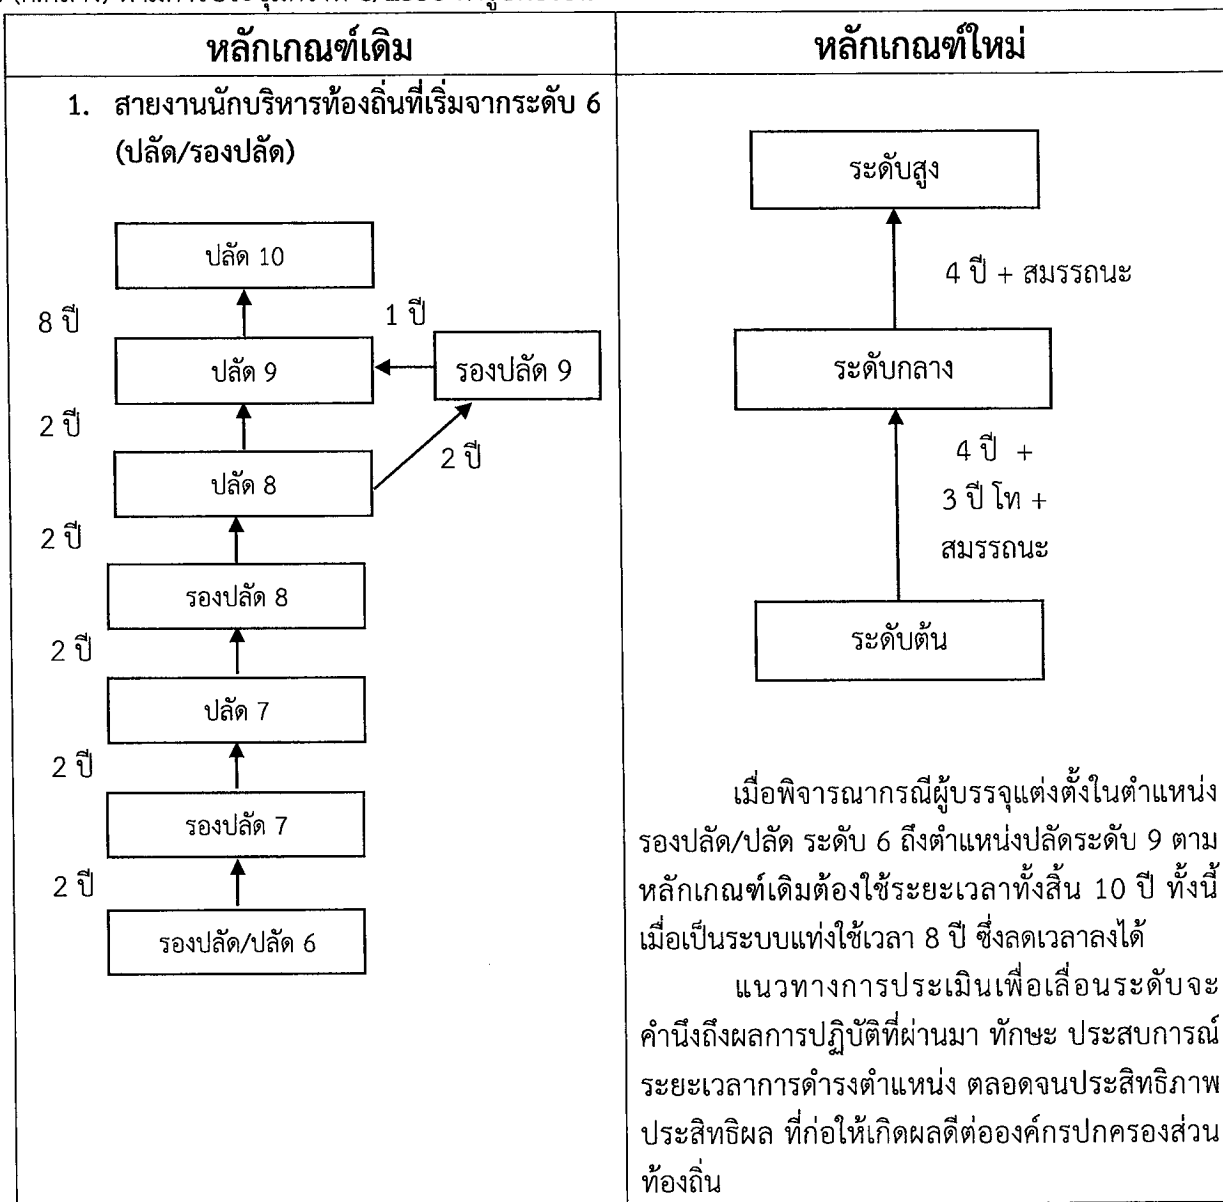 หลักเกณฑ์เดิม
หลักเกณฑ์ใหม่
1. สายงานนักบริหารท้องถิ่นที่เริ่มจากระดับ 6
(ปลัด/รองปลัด)
ปลัด 10
8 ปี
1 ปี
ปลัด 9
รองปลัด 9
2 ปี
2 ปี
ปลัด 8
2 ปี
รองปลัด 8
2 ปี
ปลัด 7
2 ปี
รองปลัด 7
2 ปี
รองปลัด/ปลัด 6
ระดับสูง
4 ปี + สมรรถนะ
ระดับกลาง
4 ปี +
3 ปี โท +
สมรรถนะ
ระดับต้น
เมื่อพิจารณากรณีผู้บรรจุแต่งตั้งในตำแหน่ง
รองปลัด/ปลัด ระดับ 6 ถึงตำแหน่งปลัดระดับ 9 ตาม
หลักเกณฑ์เดิมต้องใช้ระยะเวลาทั้งสิ้น 10 ปี ทั้งนี้
เมื่อเป็นระบบแท่งใช้เวลา 8 ปี ซึ่งลดเวลาลงได้
แนวทางการประเมินเพื่อเลื่อนระดับจะ
คำนึงถึงผลการปฏิบัติที่ผ่านมา ทักษะ ประสบการณ์
ระยะเวลาการดำรงตำแหน่ง ตลอดจนประสิทธิภาพ
ประสิทธิผล ที่ก่อให้เกิดผลดีต่อองค์กรปกครองส่วน
ท้องถิ่น